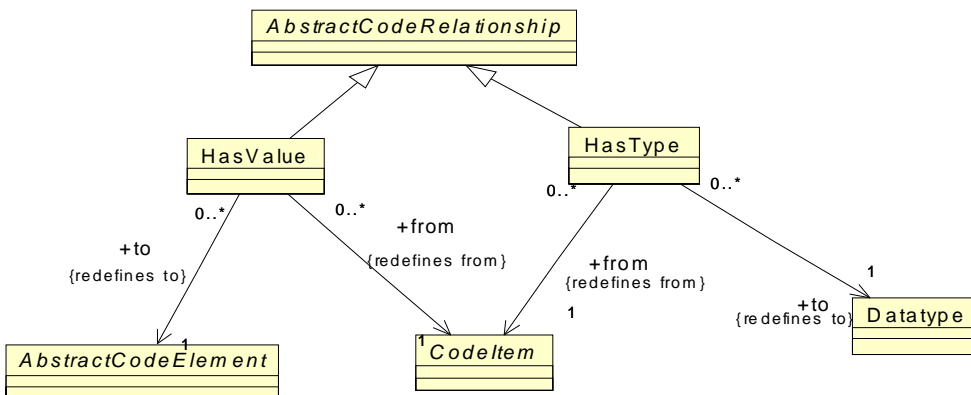 AbstractCodeRelationship
HasValue
HasType
0..*
0..*
0..*
0..*
+to
{redefines to}
+from
{redefines from}
+from
{redefines from}
1
1
+to
{redefines to}
Datatype
AbstractCodeElement
1
1
CodeItem